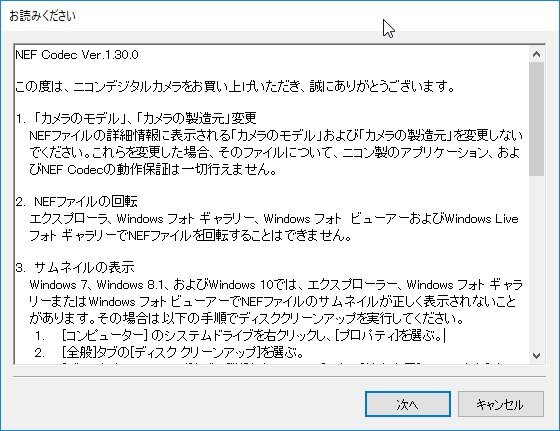 お読みください
NEF Codec Ver.1.30.0
この度は、ニコンデジタルカメラをお買い上げいただき、誠にありがとうございます。
1. 「カメラのモデル」、「カメラの製造元」変更
NEFファイルの詳細情報に表示される「カメラのモデル」および「カメラの製造元」を変更しない
でください。これらを変更した場合、そのファイルについて、ニコン製のアプリケーション、およ
びNEF Codecの動作保証は一切行えません。
2. NEFファイルの回転
エクスプローラ、Windows フォト ギャラリー、Windows フォト ビューアーおよびWindows Live
フォト ギャラリーでNEFファイルを回転することはできません。
3. サムネイルの表示
Windows 7、Windows 8.1、およびWindows 10では、エクスプローラー、Windows フォト ギャラ
リーまたはWindows フォト ビューアーでNEFファイルのサムネイルが正しく表示されないこと
があります。その場合は以下の手順でディスククリーンアップを実行してください。
1. [コンピューター] のシステムドライブを右クリックし、[プロパティ]を選ぶ。
2. [全般]タブの[ディスク クリーンアップ]を選ぶ。
次へ
キャンセル